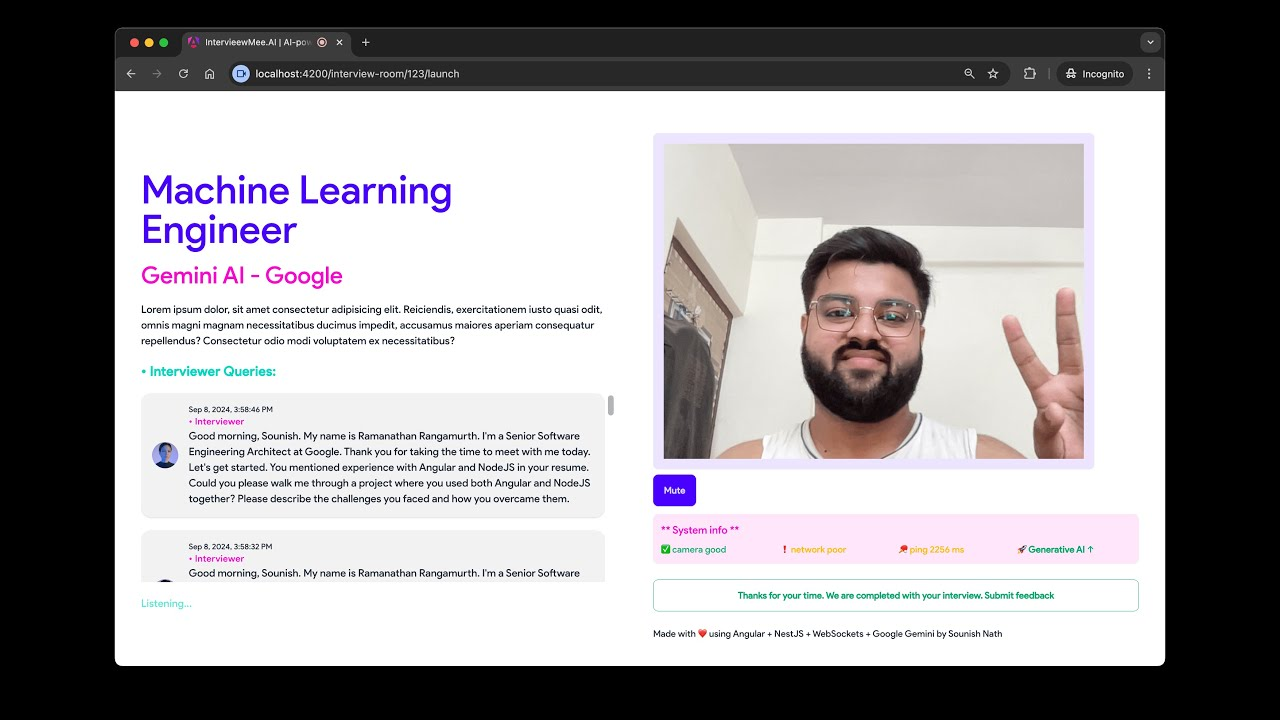 InterviewMee.AI | AI-pow
localhost:4200/interview-room/123/launch
Incognito
Machine Learning
Engineer
Gemini AI - Google
Lorem ipsum dolor, sit amet consectetur adipisicing elit. Reiciendis, exercitationem iusto quasi odit,
omnis magni magnam necessitatibus ducimus impedit, accusamus maiores aperiam consequatur
repellendus? Consectetur odio modi voluptatem ex necessitatibus?
• Interviewer Queries:
Sep 8, 2024, 3:58:46 PM
• Interviewer
Good morning, Sounish. My name is Ramanathan Rangamurth. I'm a Senior Software
Engineering Architect at Google. Thank you for taking the time to meet with me today.
Let's get started. You mentioned experience with Angular and NodeJS in your resume.
Could you please walk me through a project where you used both Angular and NodeJS
together? Please describe the challenges you faced and how you overcame them.
Sep 8, 2024, 3:58:32 PM
• Interviewer
Good morning, Sounish. My name is Ramanathan Rangamurth. I'm a Senior Software
Listening...
Mute
** System info **
✅ camera good
❗ network poor
🏓 ping 2256 ms
🚀 Generative AI ↑
Thanks for your time. We are completed with your interview. Submit feedback
Made with ❤️ using Angular + NestJS + WebSockets + Google Gemini by Sounish Nath